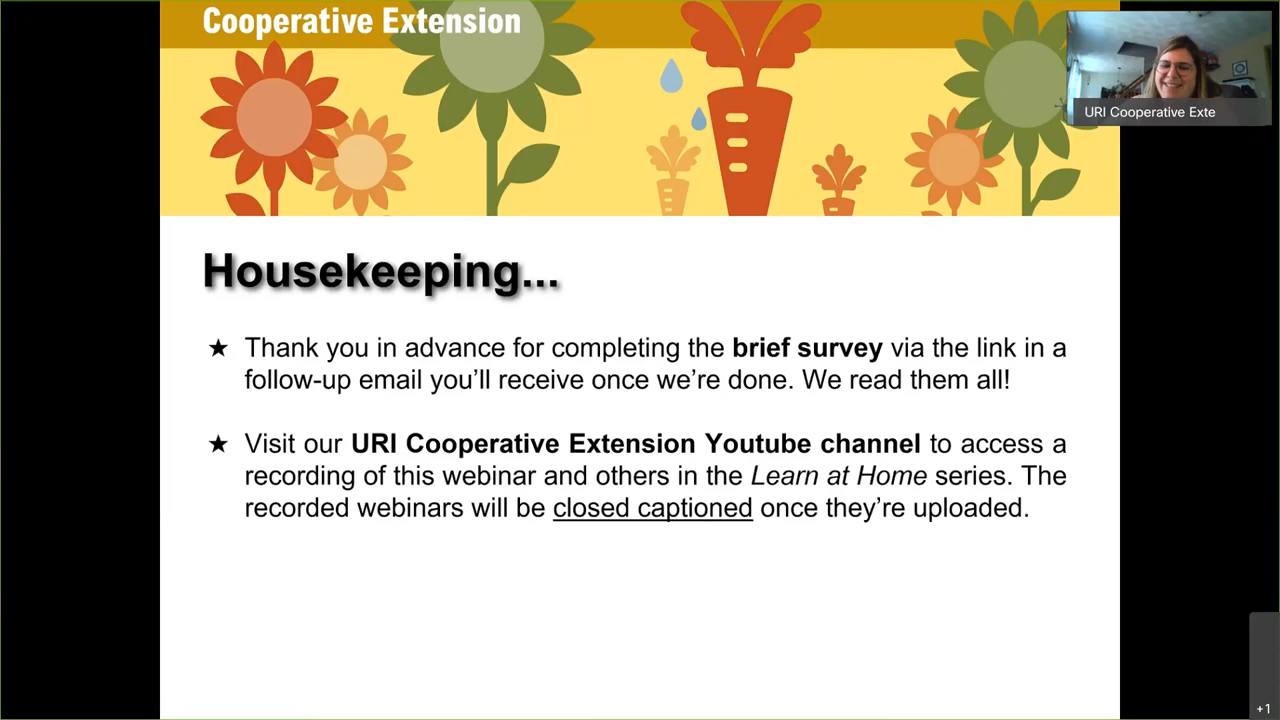 Cooperative Extension
URI Cooperative Exte
Housekeeping...
★ Thank you in advance for completing the brief survey via the link in a
follow-up email you’ll receive once we’re done. We read them all!
★ Visit our URI Cooperative Extension Youtube channel to access a
recording of this webinar and others in the Learn at Home series. The
recorded webinars will be closed captioned once they’re uploaded.
+1